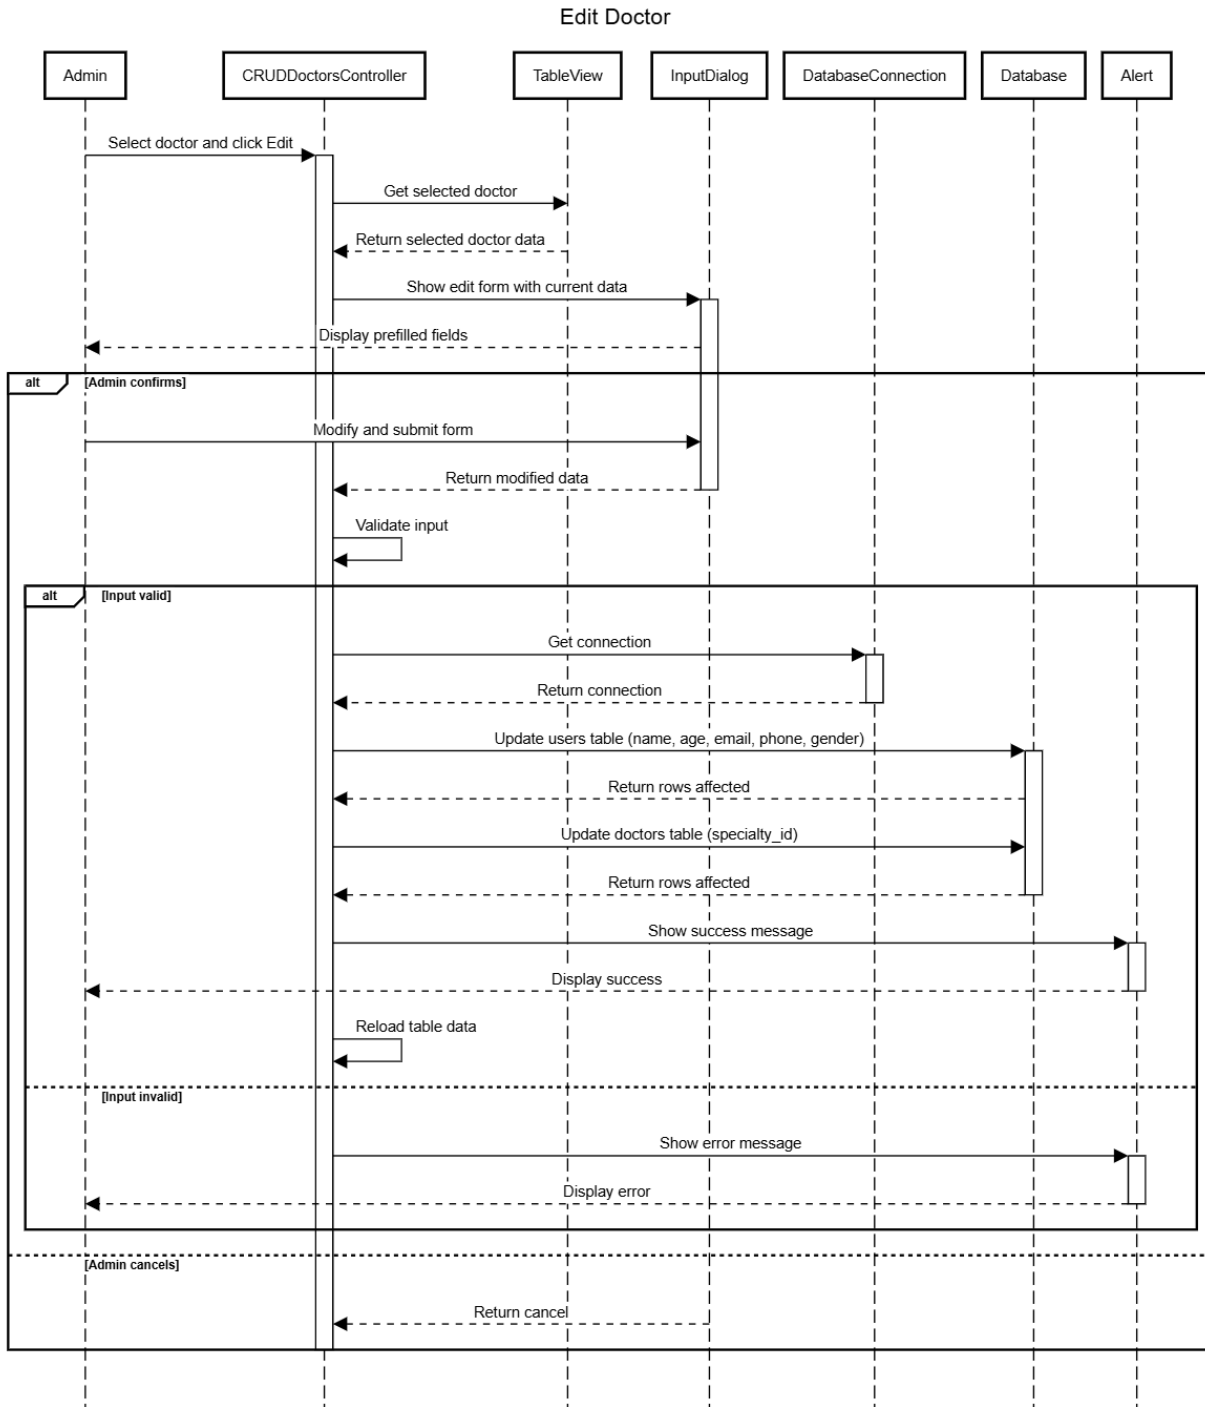 Edit Doctor
Admin
CRUDDoctorsController
TableView
InputDialog
DatabaseConnection
Database
Alert
Select doctor and click Edit
Get selected doctor
Return selected doctor data
Show edit form with current data
Display prefilled fields
alt
[Admin confirms]
Modify and submit form
Return modified data
Validate input
alt
[Input valid]
Get connection
Return connection
Update users table (name, age, email, phone, gender)
Return rows affected
Update doctors table (specialty_id)
Return rows affected
Show success message
Display success
Reload table data
[Input invalid]
Show error message
Display error
[Admin cancels]
Return cancel